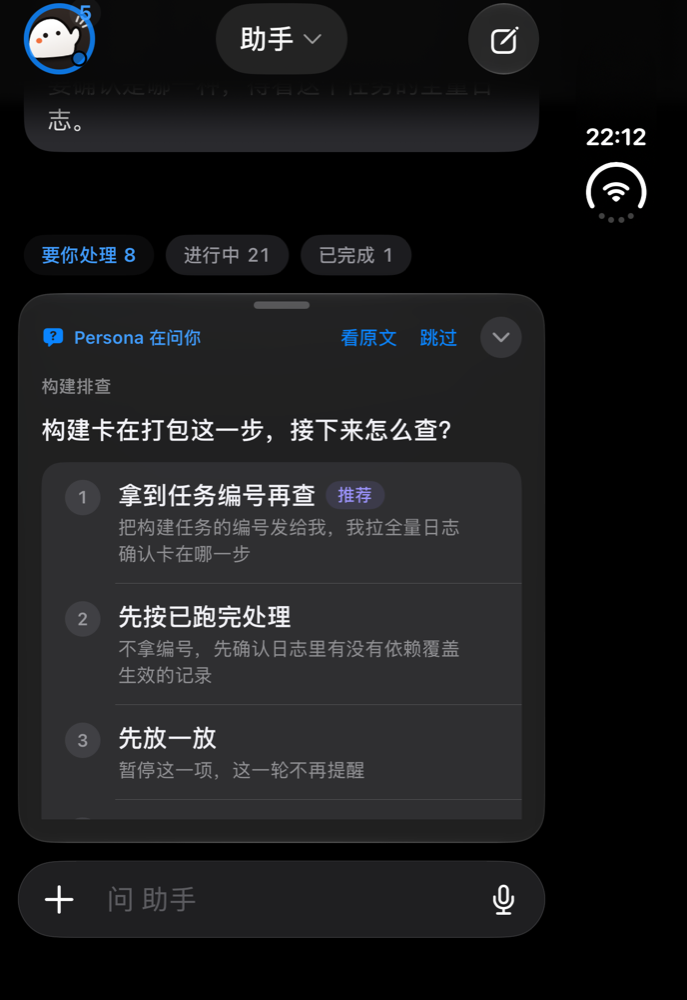 5
助手
志。
22:12
要你处理 8
进行中 21
已完成 1
Persona 在问你
看原文
跳过
构建排查
构建卡在打包这一步，接下来怎么查？
1
拿到任务编号再查
推荐
把构建任务的编号发给我，我拉全量日志
确认卡在哪一步
2
先按已跑完处理
不拿编号，先确认日志里有没有依赖覆盖
生效的记录
3
先放一放
暂停这一项，这一轮不再提醒
问 助手